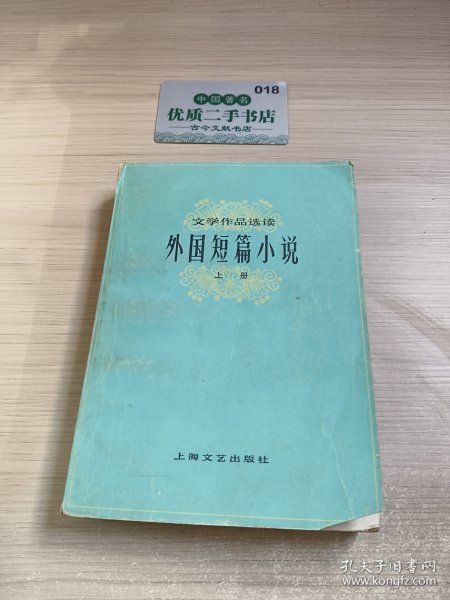 018
中国著名
优质二手书店
古今文献书店
文学作品选读
外国短篇小说
上册
上海文艺出版社
孔夫子旧书网
www.kongfz.com